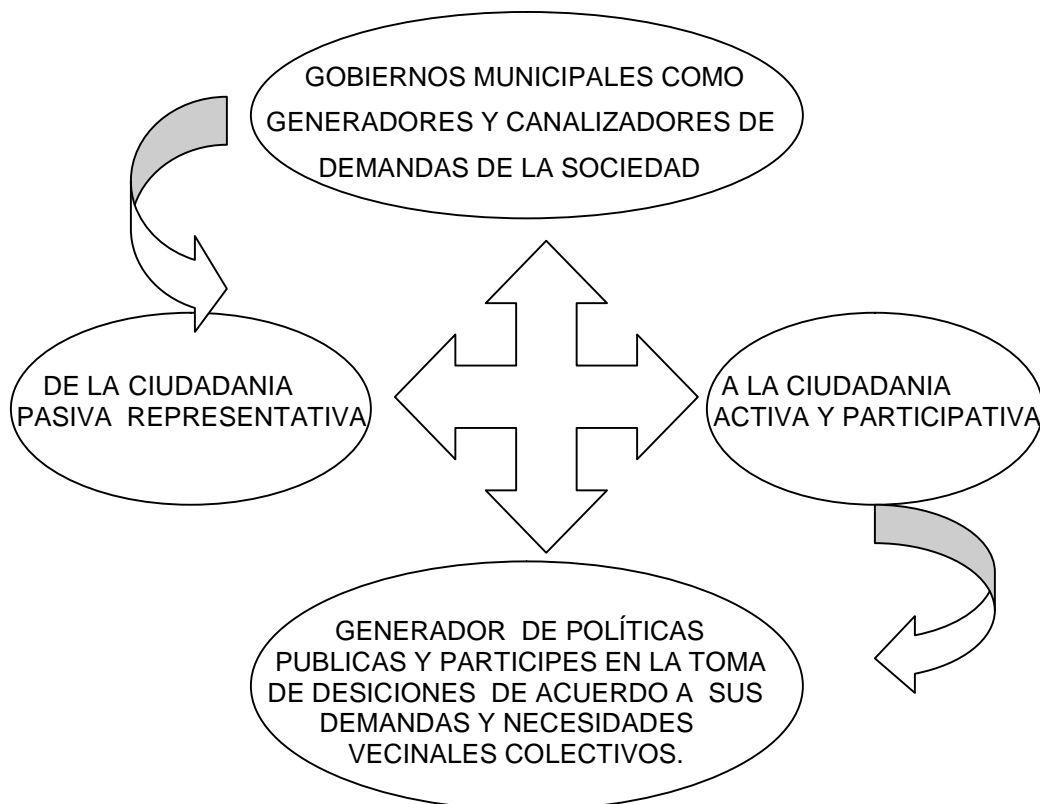 GOBIERNOS MUNICIPALES COMO
GENERADORES Y CANALIZADORES DE
DEMANDAS DE LA SOCIEDAD
DE LA CIUDADANIA
PASIVA REPRESENTATIVA
A LA CIUDADANIA
ACTIVA Y PARTICIPATIVA
GENERADOR DE POLÍTICAS
PUBLICAS Y PARTICIPES EN LA TOMA
DE DESICIONES DE ACUERDO A SUS
DEMANDAS Y NECESIDADES
VECINALES COLECTIVOS.